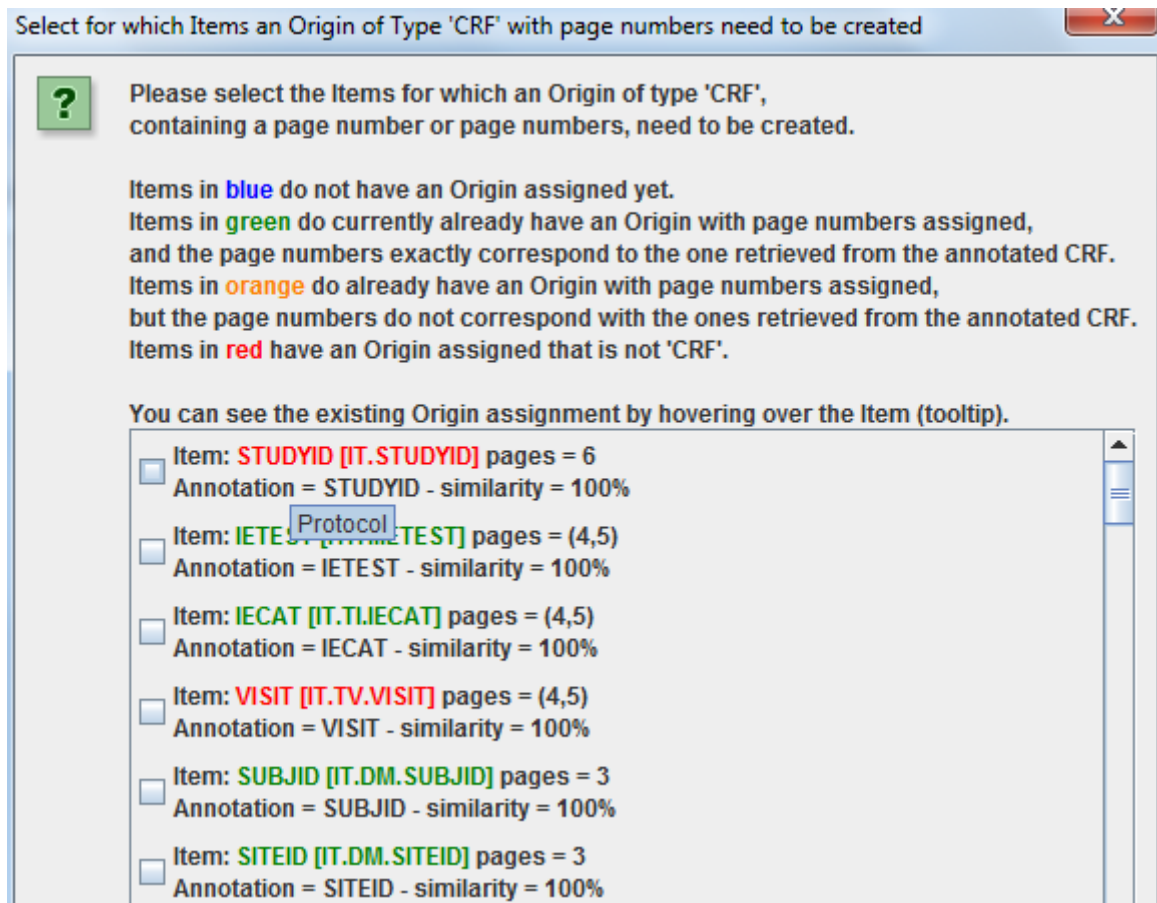 Select for which Items an Origin of Type 'CRF' with page numbers need to be created
X
?
Please select the Items for which an Origin of type 'CRF',
containing a page number or page numbers, need to be created.
Items in blue do not have an Origin assigned yet.
Items in green do currently already have an Origin with page numbers assigned,
and the page numbers exactly correspond to the one retrieved from the annotated CRF.
Items in orange do already have an Origin with page numbers assigned,
but the page numbers do not correspond with the ones retrieved from the annotated CRF.
Items in red have an Origin assigned that is not 'CRF'.
You can see the existing Origin assignment by hovering over the Item (tooltip).
Item: STUDYID [IT.STUDYID] pages = 6
Annotation = STUDYID - similarity = 100%
Protocol
Item: pages = (4,5)
Annotation = IETEST - similarity = 100%
Item: IECAT [IT.TI.IECAT] pages = (4,5)
Annotation = IECAT - similarity = 100%
Item: VISIT [IT.TV.VISIT] pages = (4,5)
Annotation = VISIT - similarity = 100%
Item: SUBJID [IT.DM.SUBJID] pages = 3
Annotation = SUBJID - similarity = 100%
Item: SITEID [IT.DM.SITEID] pages = 3
Annotation = SITEID - similarity = 100%